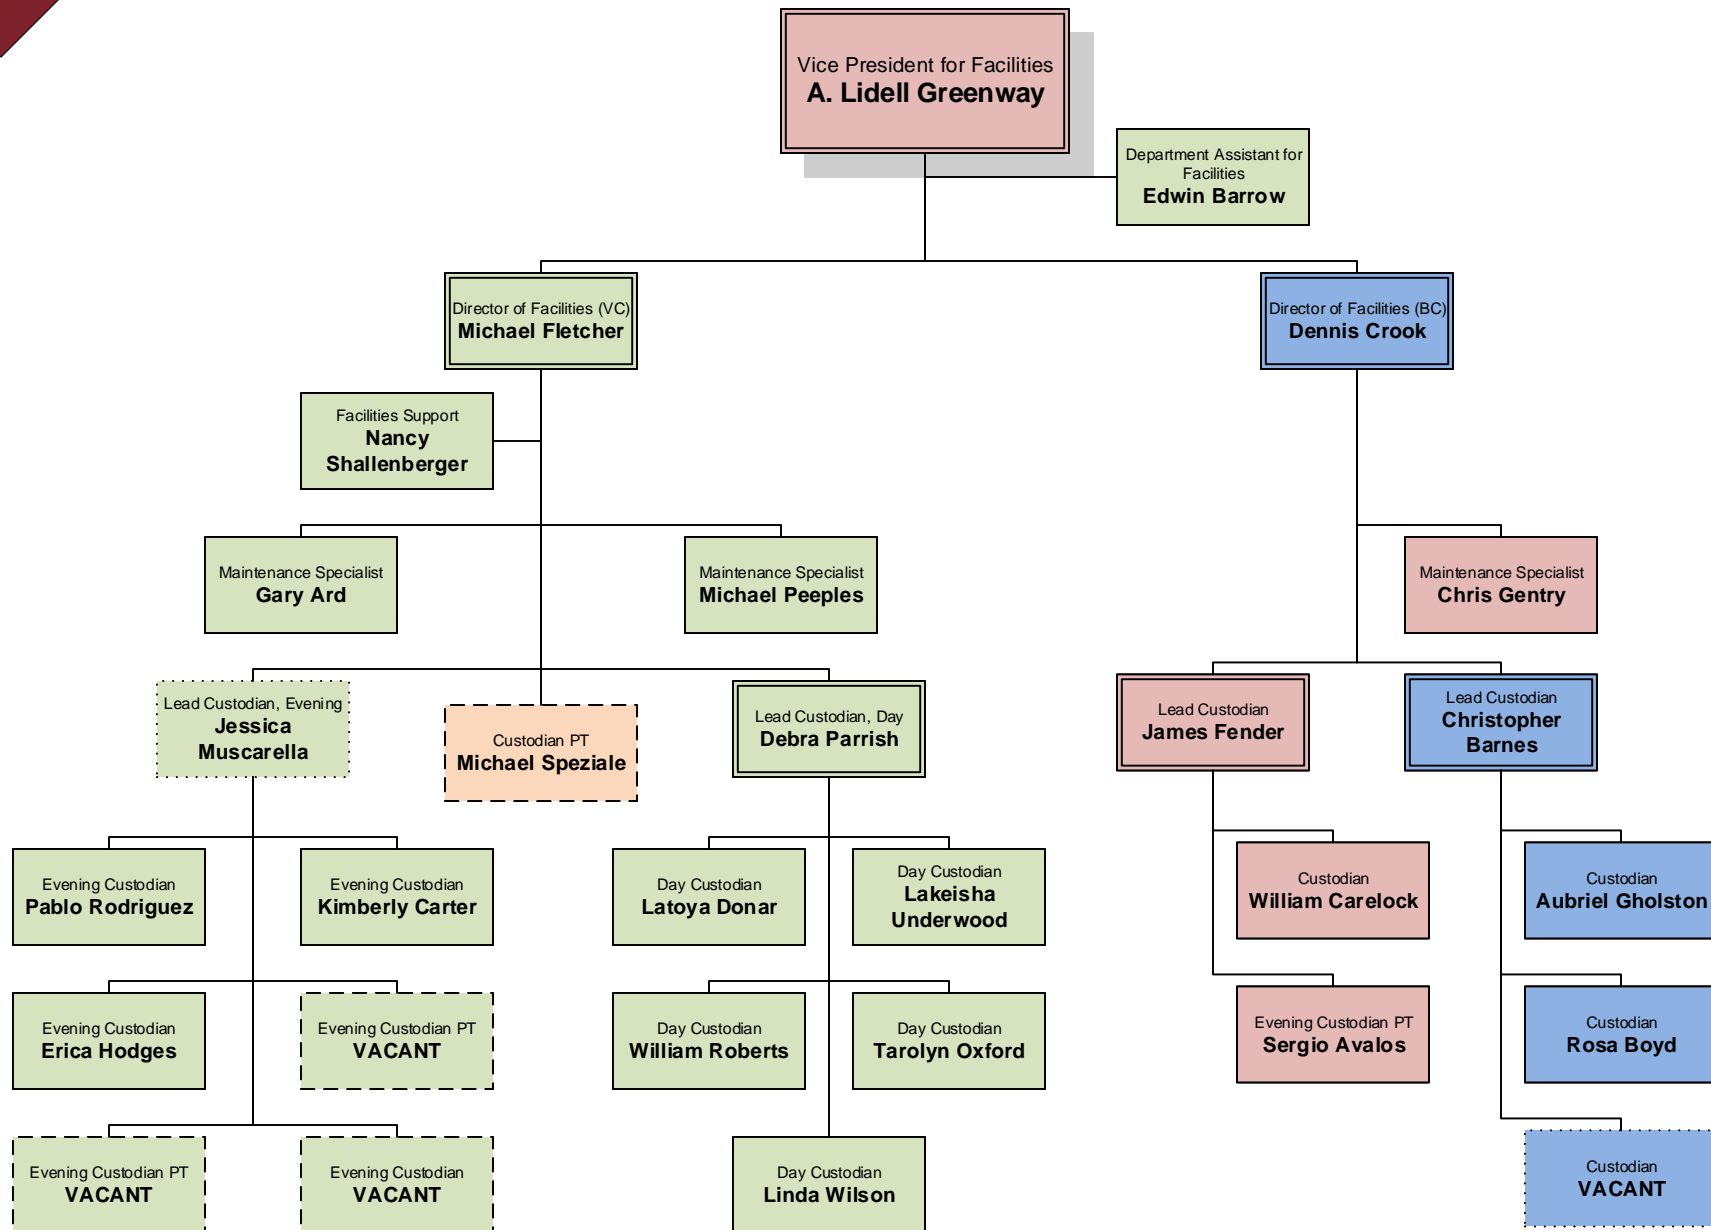 Vice President for Facilities
A. Lidell Greenway
Department Assistant for
Facilities
Edwin Barrow
Director of Facilities (VC)
Michael Fletcher
Director of Facilities (BC)
Dennis Crook
Facilities Support
Nancy
Shallenberger
Maintenance Specialist
Gary Ard
Maintenance Specialist
Michael Peeples
Maintenance Specialist
Chris Gentry
Lead Custodian, Evening
Jessica
Muscarella
Custodian PT
Michael Speziale
Lead Custodian, Day
Debra Parrish
Lead Custodian
James Fender
Lead Custodian
Christopher
Barnes
Evening Custodian
Pablo Rodriguez
Evening Custodian
Kimberly Carter
Day Custodian
Latoya Donar
Day Custodian
Lakeisha
Underwood
Custodian
William Carelock
Custodian
Aubriel Gholston
Evening Custodian
Erica Hodges
Evening Custodian PT
VACANT
Day Custodian
William Roberts
Day Custodian
Tarolyn Oxford
Evening Custodian PT
Sergio Avalos
Custodian
Rosa Boyd
Evening Custodian PT
VACANT
Evening Custodian
VACANT
Day Custodian
Linda Wilson
Custodian
VACANT